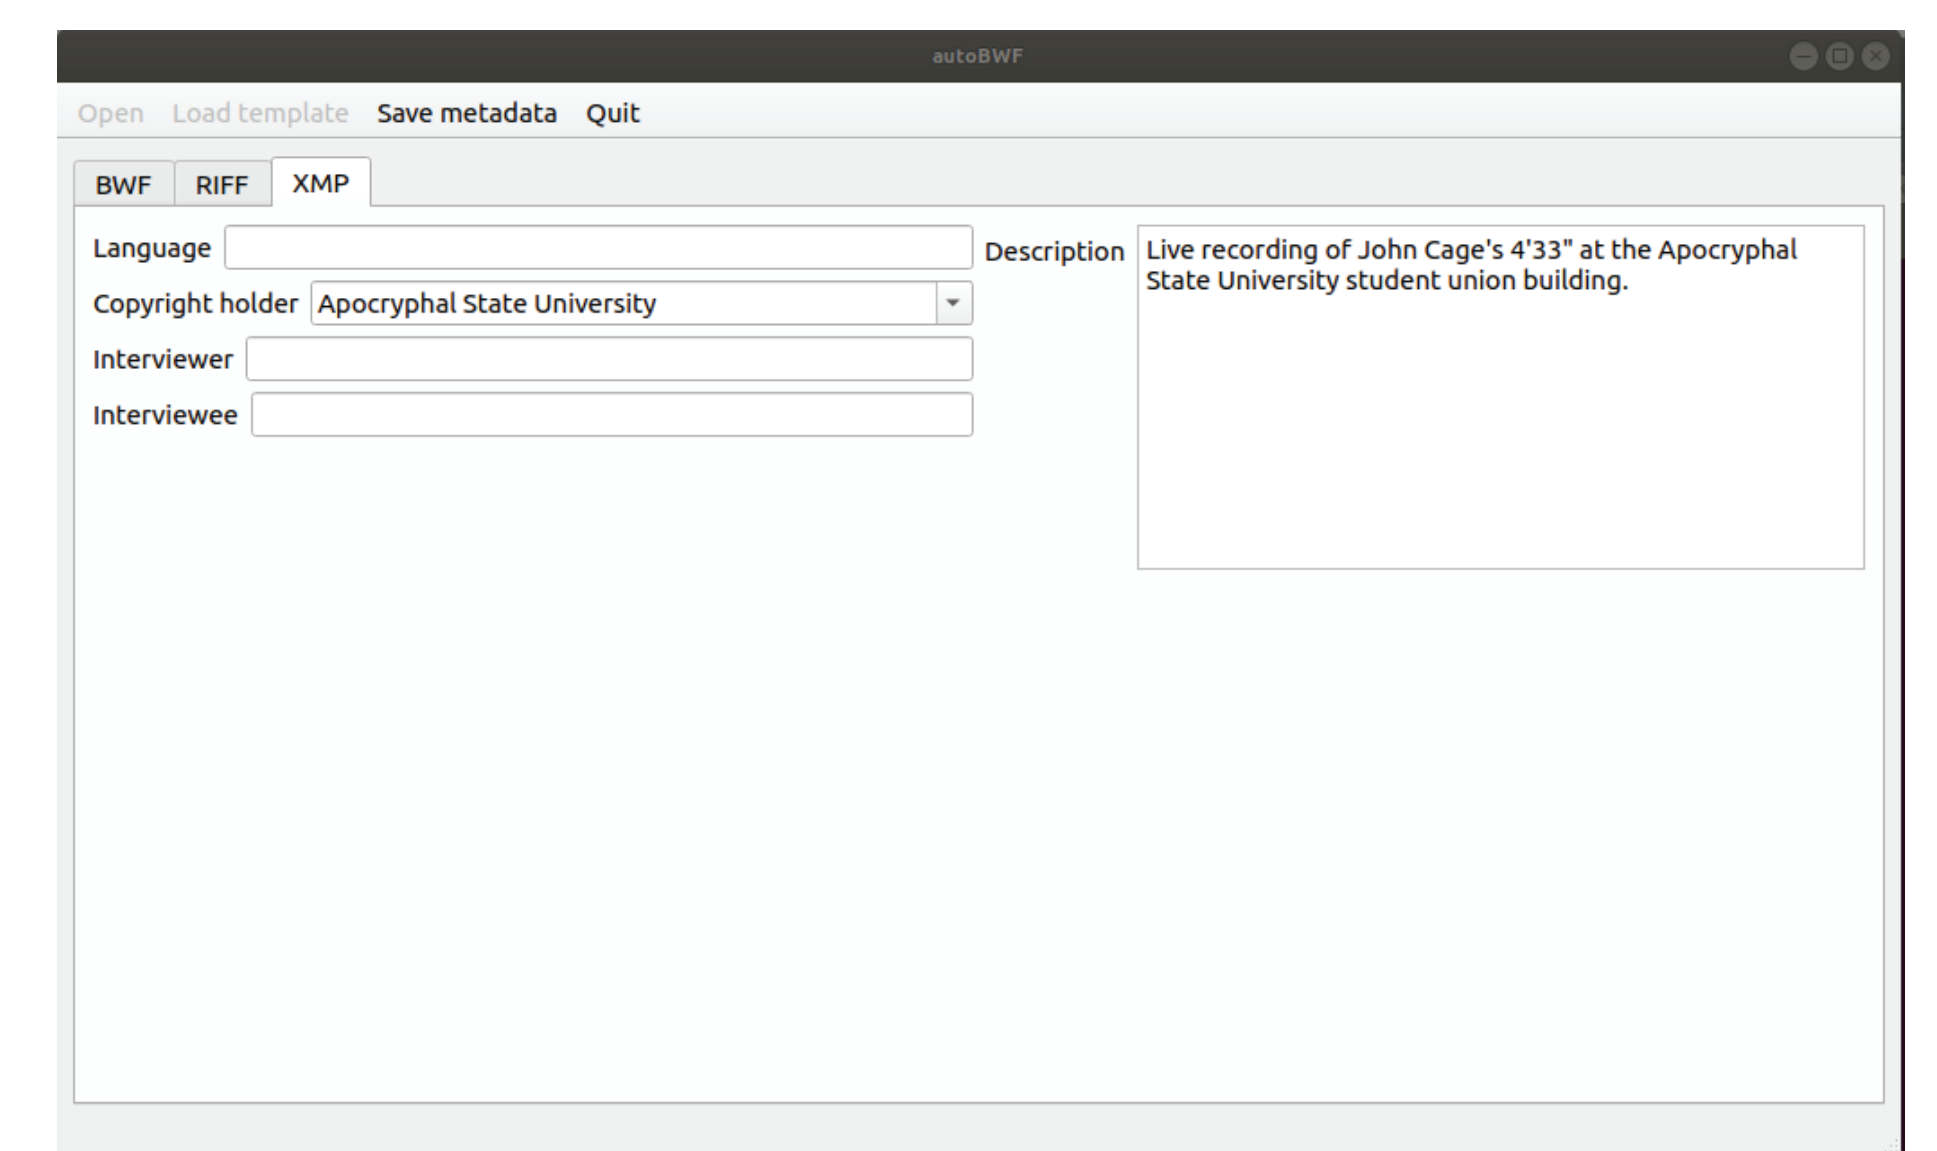 autoBWF
Open Load template Save metadata Quit
BWF RIFF XMP
Language
Copyright holder Apocryphal State University
Interviewer
Interviewee
Description
Live recording of John Cage's 4'33" at the Apocryphal
State University student union building.